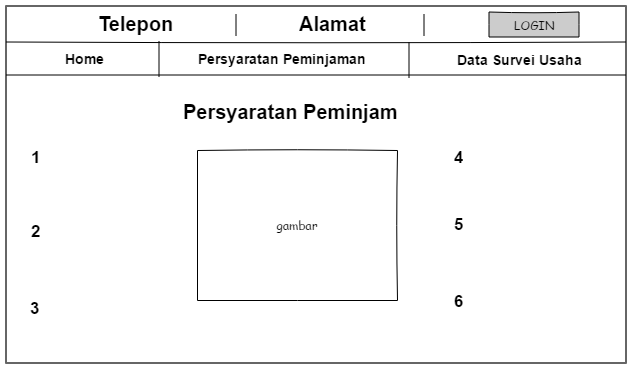 Telepon | Alamat | LOGIN
Home Persyaratan Peminjaman Data Survei Usaha
Persyaratan Peminjam
1
2
3
gambar
4
5
6